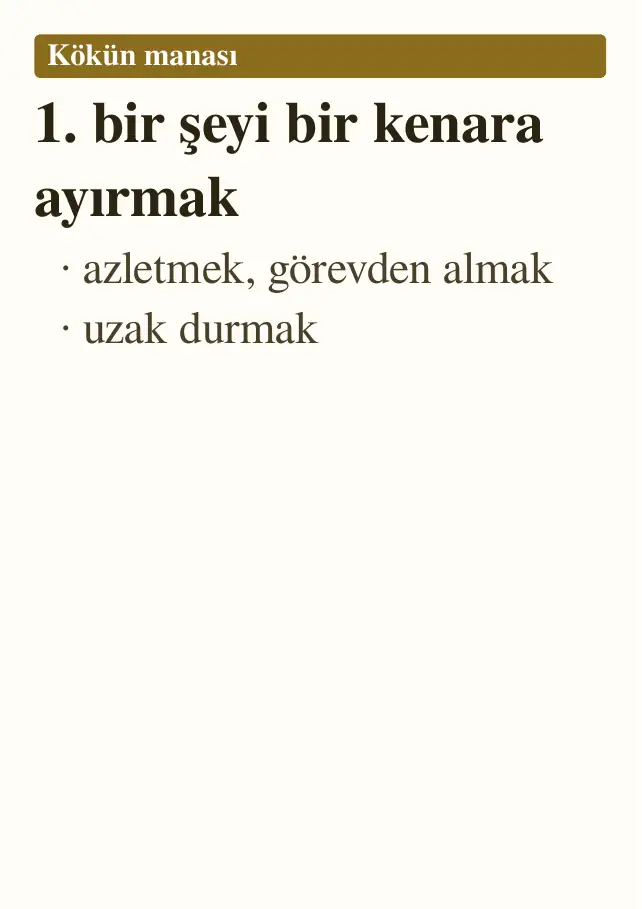 Kökün manası
1. bir şeyi bir kenara
ayırmak
· azletmek, görevden almak
· uzak durmak